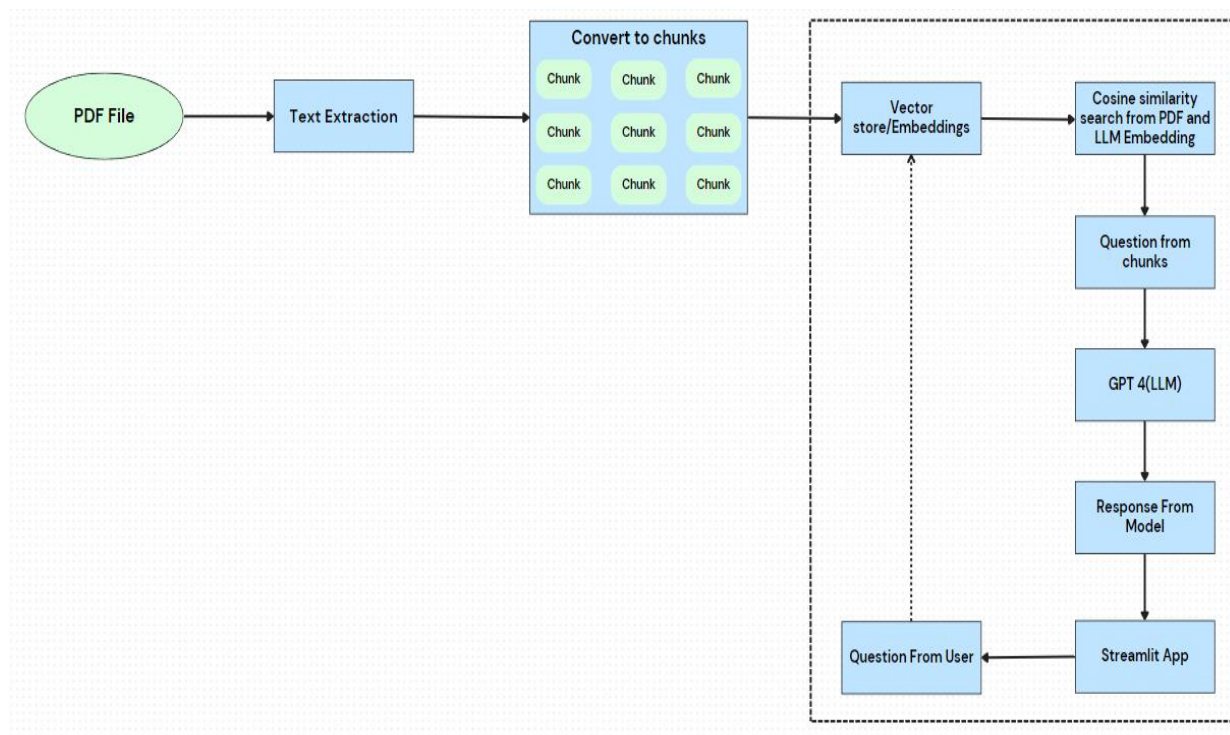 PDF File
Text Extraction
Convert to chunks
Chunk Chunk Chunk
Chunk Chunk Chunk
Chunk Chunk Chunk
Vector
store/Embeddings
Cosine similarity
search from PDF and
LLM Embedding
Question from
chunks
GPT 4(LLM)
Response From
Model
Streamlit App
Question From User